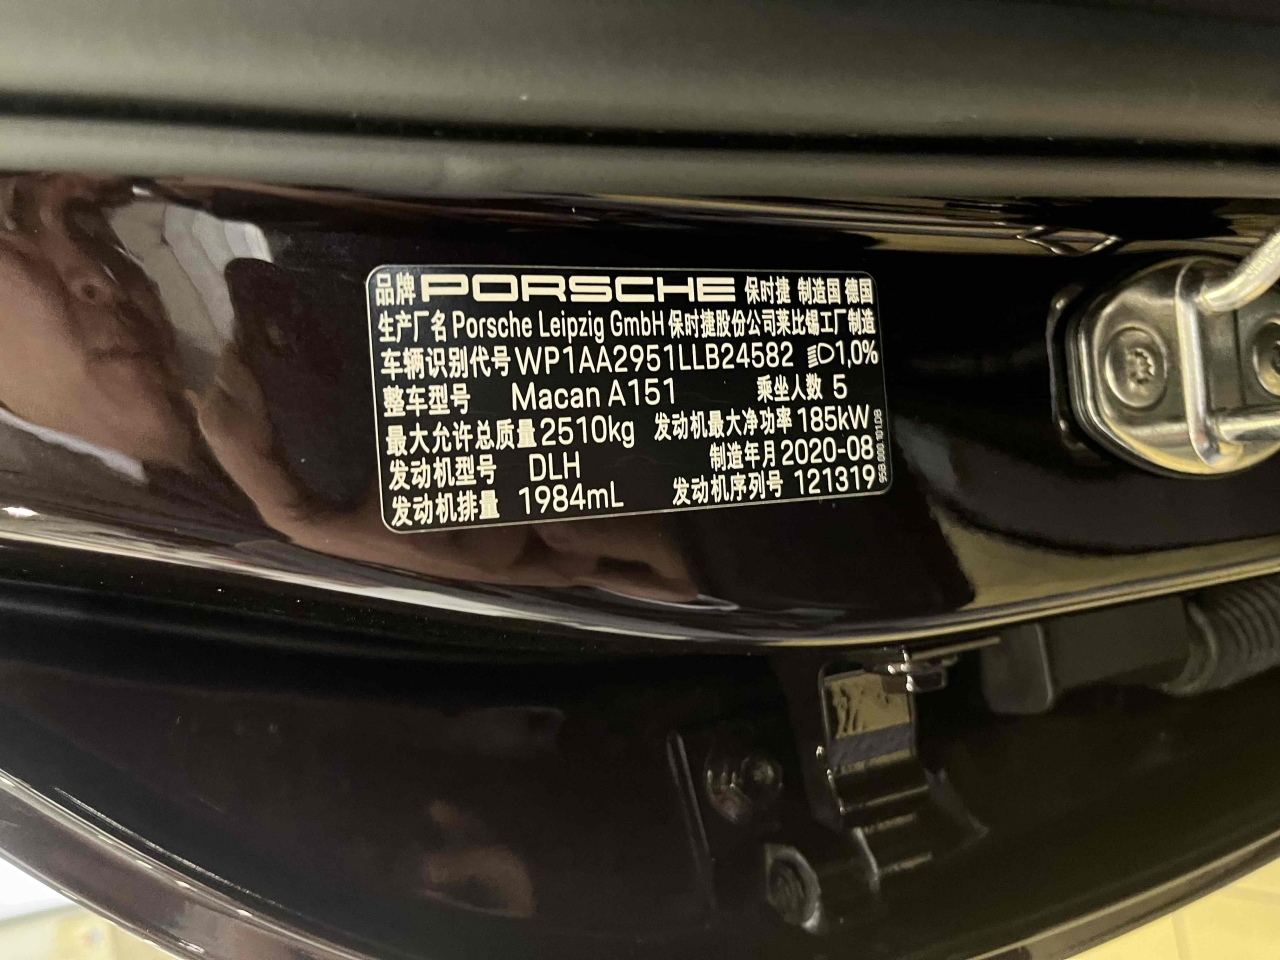 品牌 PORSCHE 保时捷 制造国 德国
生产厂名 Porsche Leipzig GmbH 保时捷股份公司莱比锡工厂制造
车辆识别代号 WP1AA2951LLB24582 1,0%
整车型号 Macan A151 乘坐人数 5
最大允许总质量 2510kg 发动机最大净功率 185kW
发动机型号 DLH 制造年月 2020-08
发动机排量 1984mL 发动机序列号 121319